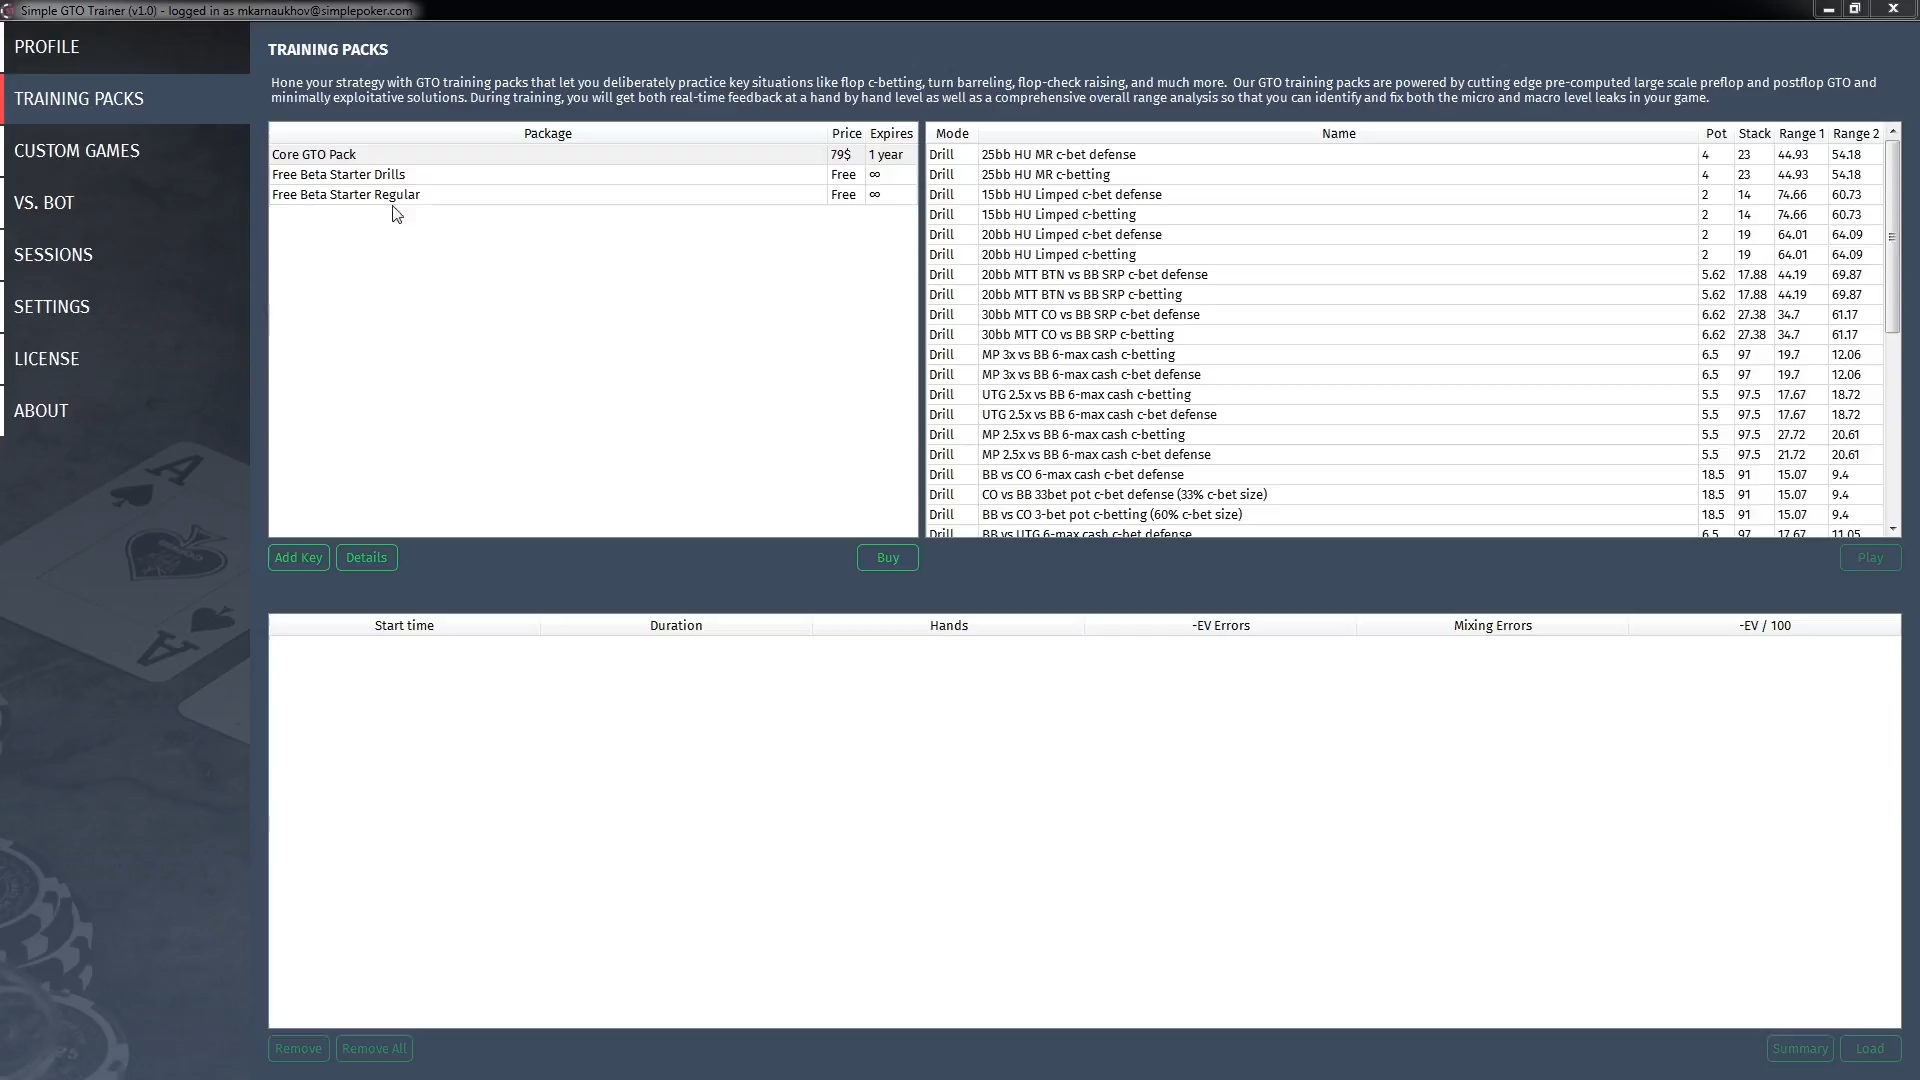 Simple GTO Trainer (v1.0) - logged in as mkarnaukhov@simplepoker.com
PROFILE
TRAINING PACKS
CUSTOM GAMES
VS. BOT
SESSIONS
SETTINGS
LICENSE
ABOUT
TRAINING PACKS
Hone your strategy with GTO training packs that let you deliberately practice key situations like flop c-betting, turn barreling, flop-check raising, and much more. Our GTO training packs are powered by cutting edge pre-computed large scale preflop and postflop GTO and
minimally exploitative solutions. During training, you will get both real-time feedback at a hand by hand level as well as a comprehensive overall range analysis so that you can identify and fix both the micro and macro level leaks in your game.
Package Price Expires
Core GTO Pack 79$ 1 year
Free Beta Starter Drills Free ∞
Free Beta Starter Regular Free ∞
Add Key Details Buy
Mode Name Pot Stack Range 1 Range 2
Drill 25bb HU MR c-bet defense 4 23 44.93 54.18
Drill 25bb HU MR c-betting 4 23 44.93 54.18
Drill 15bb HU Limped c-bet defense 2 14 74.66 60.73
Drill 15bb HU Limped c-betting 2 14 74.66 60.73
Drill 20bb HU Limped c-bet defense 2 19 64.01 64.09
Drill 20bb HU Limped c-betting 2 19 64.01 64.09
Drill 20bb MTT BTN vs BB SRP c-bet defense 5.62 17.88 44.19 69.87
Drill 20bb MTT BTN vs BB SRP c-betting 5.62 17.88 44.19 69.87
Drill 30bb MTT CO vs BB SRP c-bet defense 6.62 27.38 34.7 61.17
Drill 30bb MTT CO vs BB SRP c-betting 6.62 27.38 34.7 61.17
Drill MP 3x vs BB 6-max cash c-betting 6.5 97 19.7 12.06
Drill MP 3x vs BB 6-max cash c-bet defense 6.5 97 19.7 12.06
Drill UTG 2.5x vs BB 6-max cash c-betting 5.5 97.5 17.67 18.72
Drill UTG 2.5x vs BB 6-max cash c-bet defense 5.5 97.5 17.67 18.72
Drill MP 2.5x vs BB 6-max cash c-betting 5.5 97.5 27.72 20.61
Drill MP 2.5x vs BB 6-max cash c-bet defense 5.5 97.5 21.72 20.61
Drill BB vs CO 6-max cash c-bet defense 18.5 91 15.07 9.4
Drill CO vs BB 33bet pot c-bet defense (33% c-bet size) 18.5 91 15.07 9.4
Drill BB vs CO 3-bet pot c-betting (60% c-bet size) 18.5 91 15.07 9.4
Drill BB vs UTG 6-max cash c-bet defense 6.5 97 17.67 11.05
Play
Start time Duration Hands -EV Errors Mixing Errors -EV / 100
Remove Remove All Summary Load